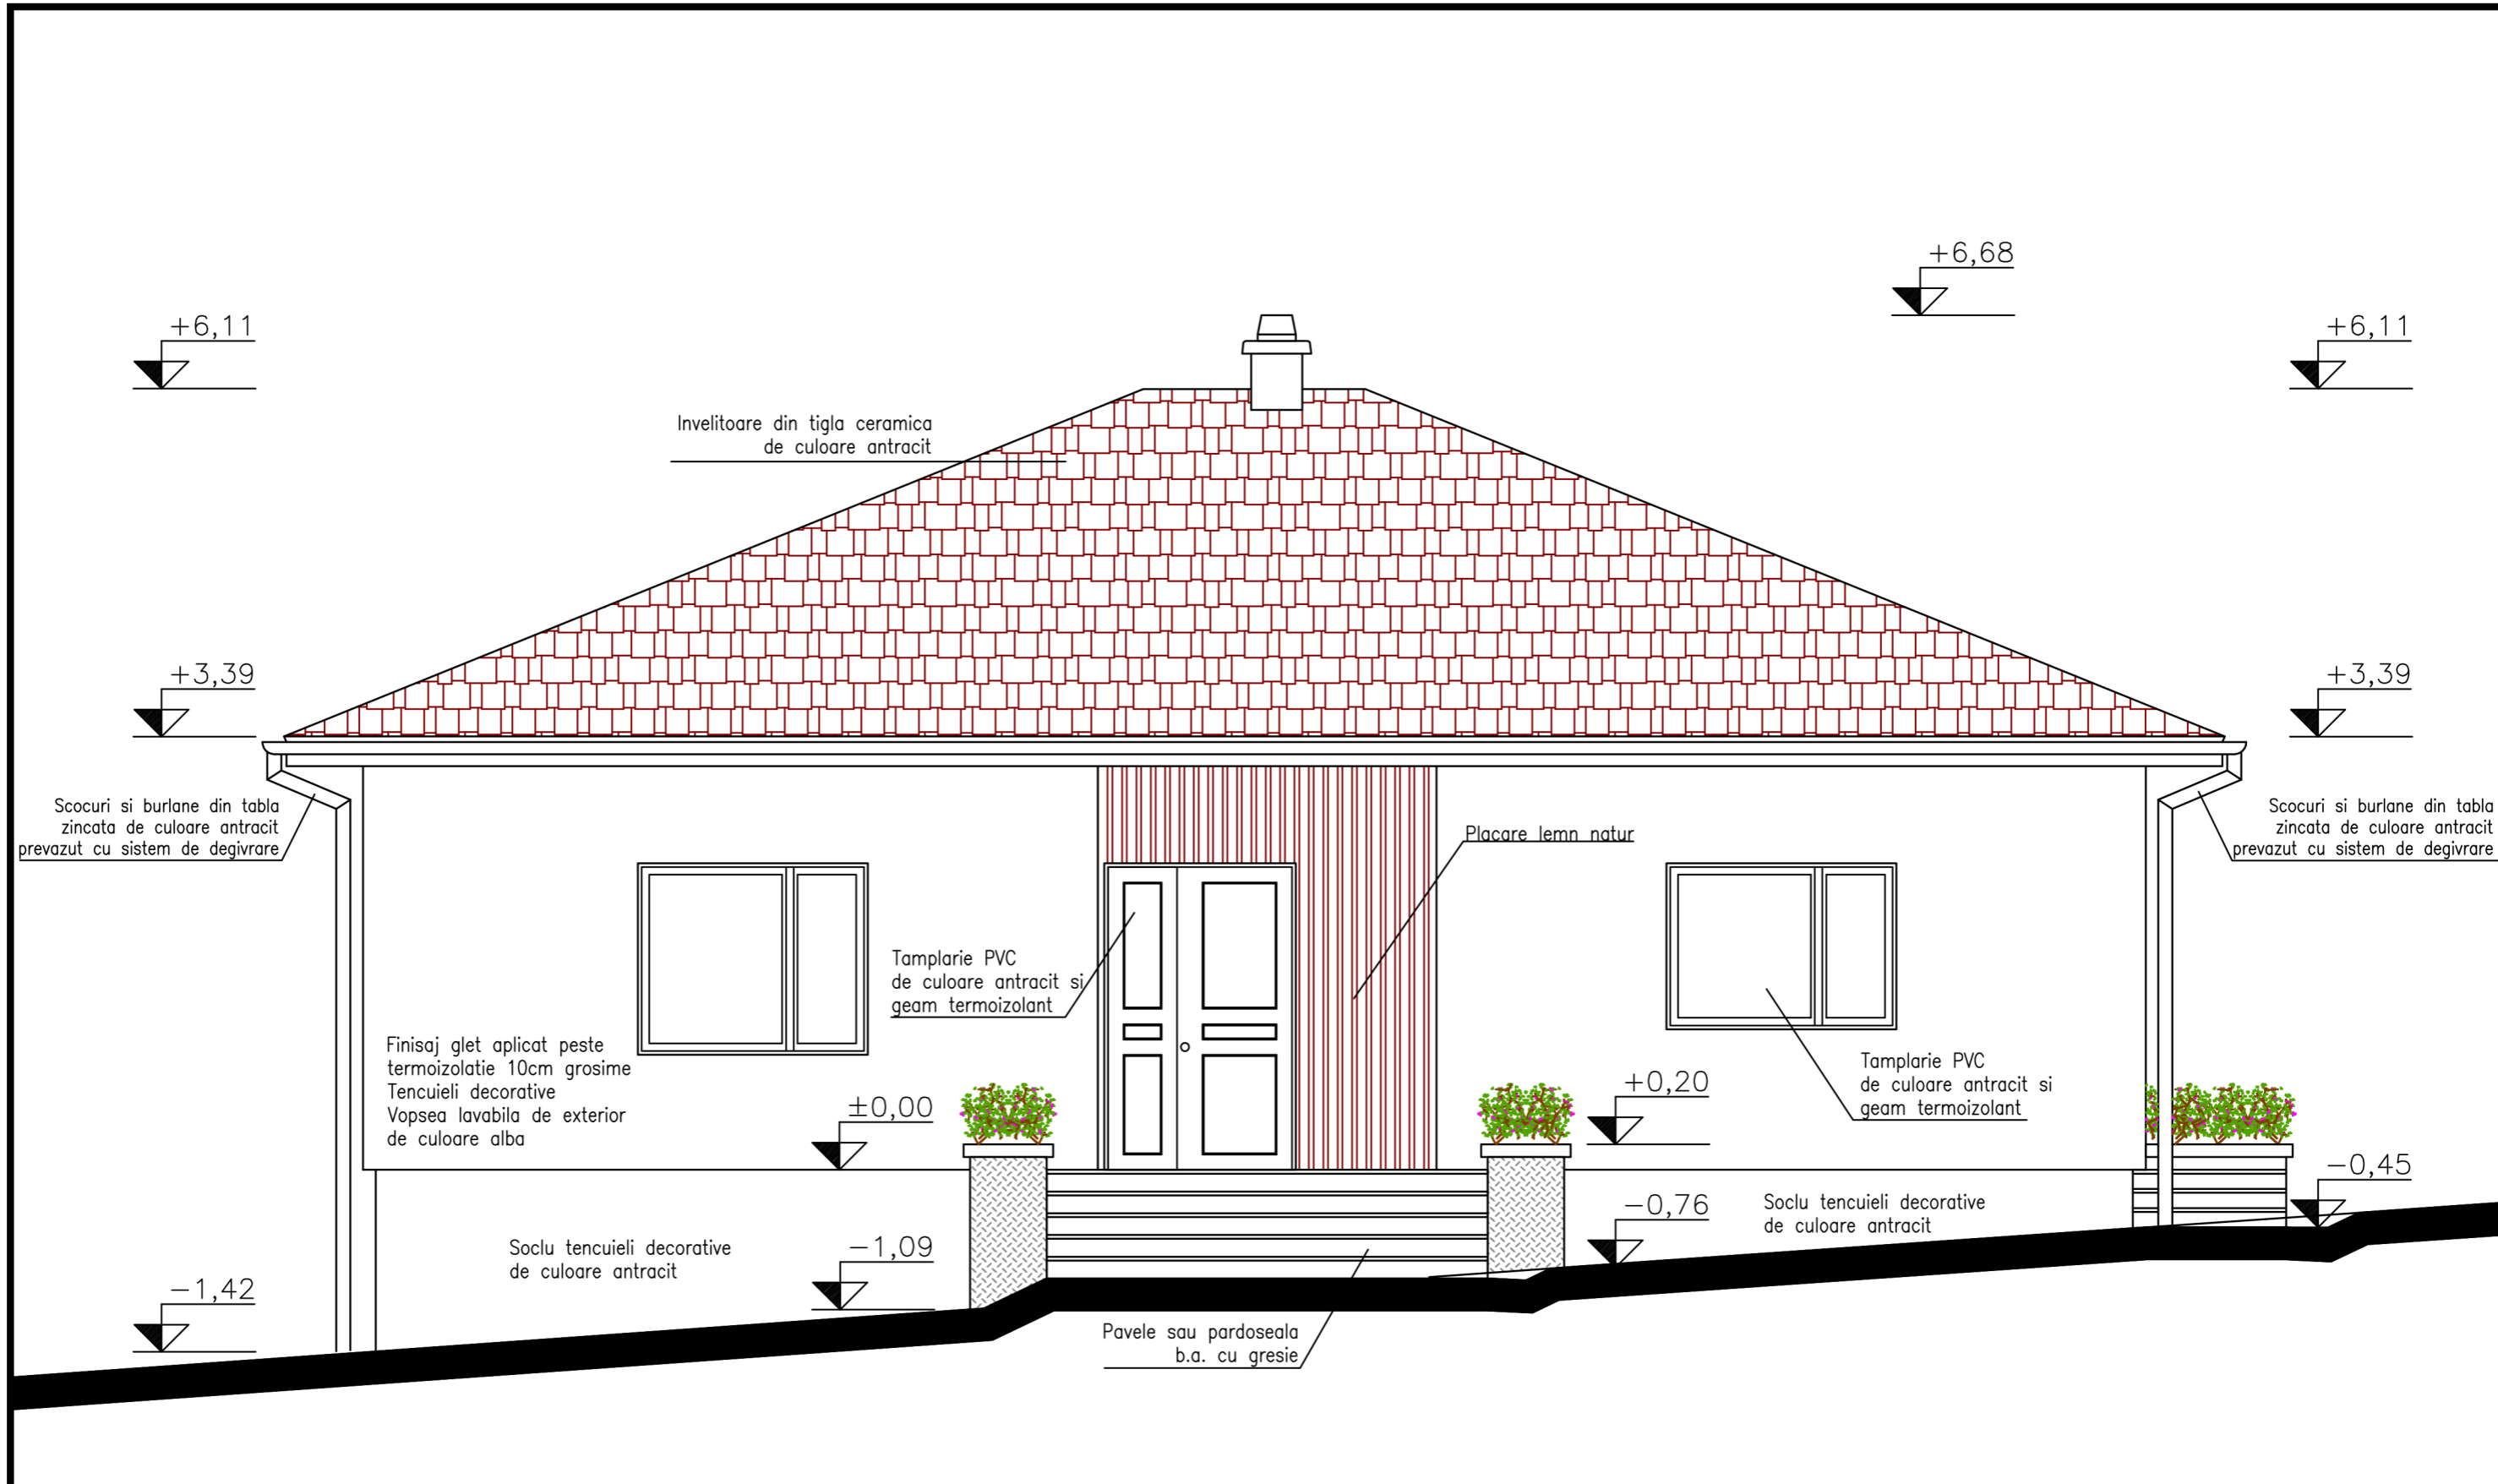 +6,68
+6,11
+6,11
Invelitoare din tigla ceramica
de culoare antracit
+3,39
+3,39
Scocuri si burlane din tabla
zincata de culoare antracit
prevazut cu sistem de degivrare
Placare lemn natur
Scocuri si burlane din tabla
zincata de culoare antracit
prevazut cu sistem de degivrare
Tamplarie PVC
de culoare antracit si
geam termoizolant
Finisaj glet aplicat peste
termoizolatie 10cm grosime
Tencuieli decorative
Vopsea lavabila de exterior
de culoare alba
Tamplarie PVC
de culoare antracit si
geam termoizolant
±0,00
+0,20
-0,45
-0,76
Soclu tencuieli decorative
de culoare antracit
Soclu tencuieli decorative
de culoare antracit
-1,09
-1,42
Pavele sau pardoseala
b.a. cu gresie